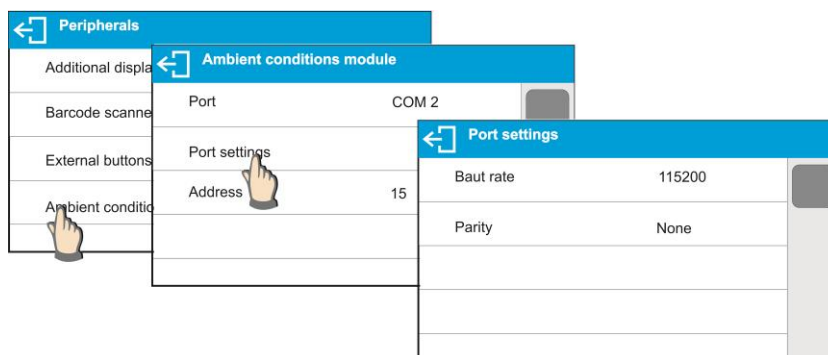 Peripherals
Additional displa
Barcode scanne
External buttons
Ambient conditio
Ambient conditions module
Port COM 2
Port settings
Address 15
Port settings
Baut rate 115200
Parity None